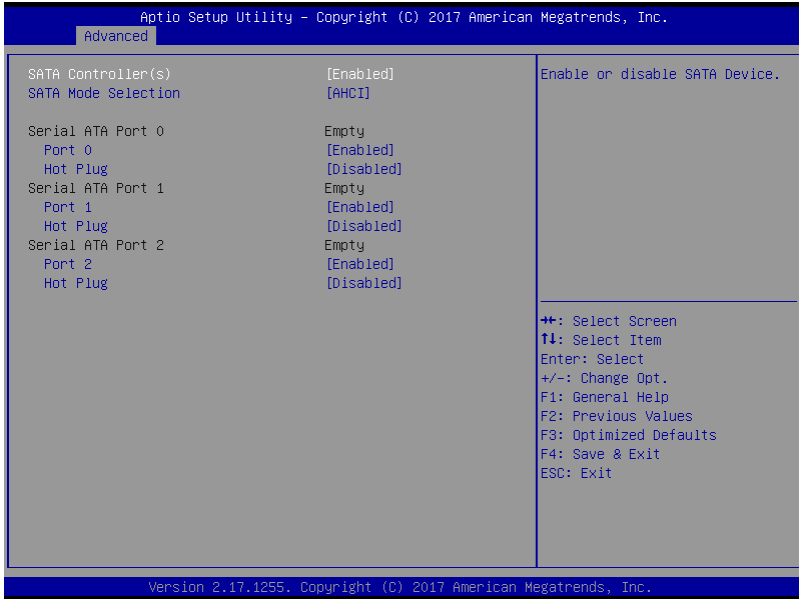 Aptio Setup Utility – Copyright (C) 2017 American Megatrends, Inc.
Advanced
SATA Controller(s) [Enabled]
SATA Mode Selection [AHCI]
Serial ATA Port 0 Empty
Port 0 [Enabled]
Hot Plug [Disabled]
Serial ATA Port 1 Empty
Port 1 [Enabled]
Hot Plug [Disabled]
Serial ATA Port 2 Empty
Port 2 [Enabled]
Hot Plug [Disabled]
Enable or disable SATA Device.
→←: Select Screen
↑↓: Select Item
Enter: Select
+/-: Change Opt.
F1: General Help
F2: Previous Values
F3: Optimized Defaults
F4: Save & Exit
ESC: Exit
Version 2.17.1255. Copyright (C) 2017 American Megatrends, Inc.